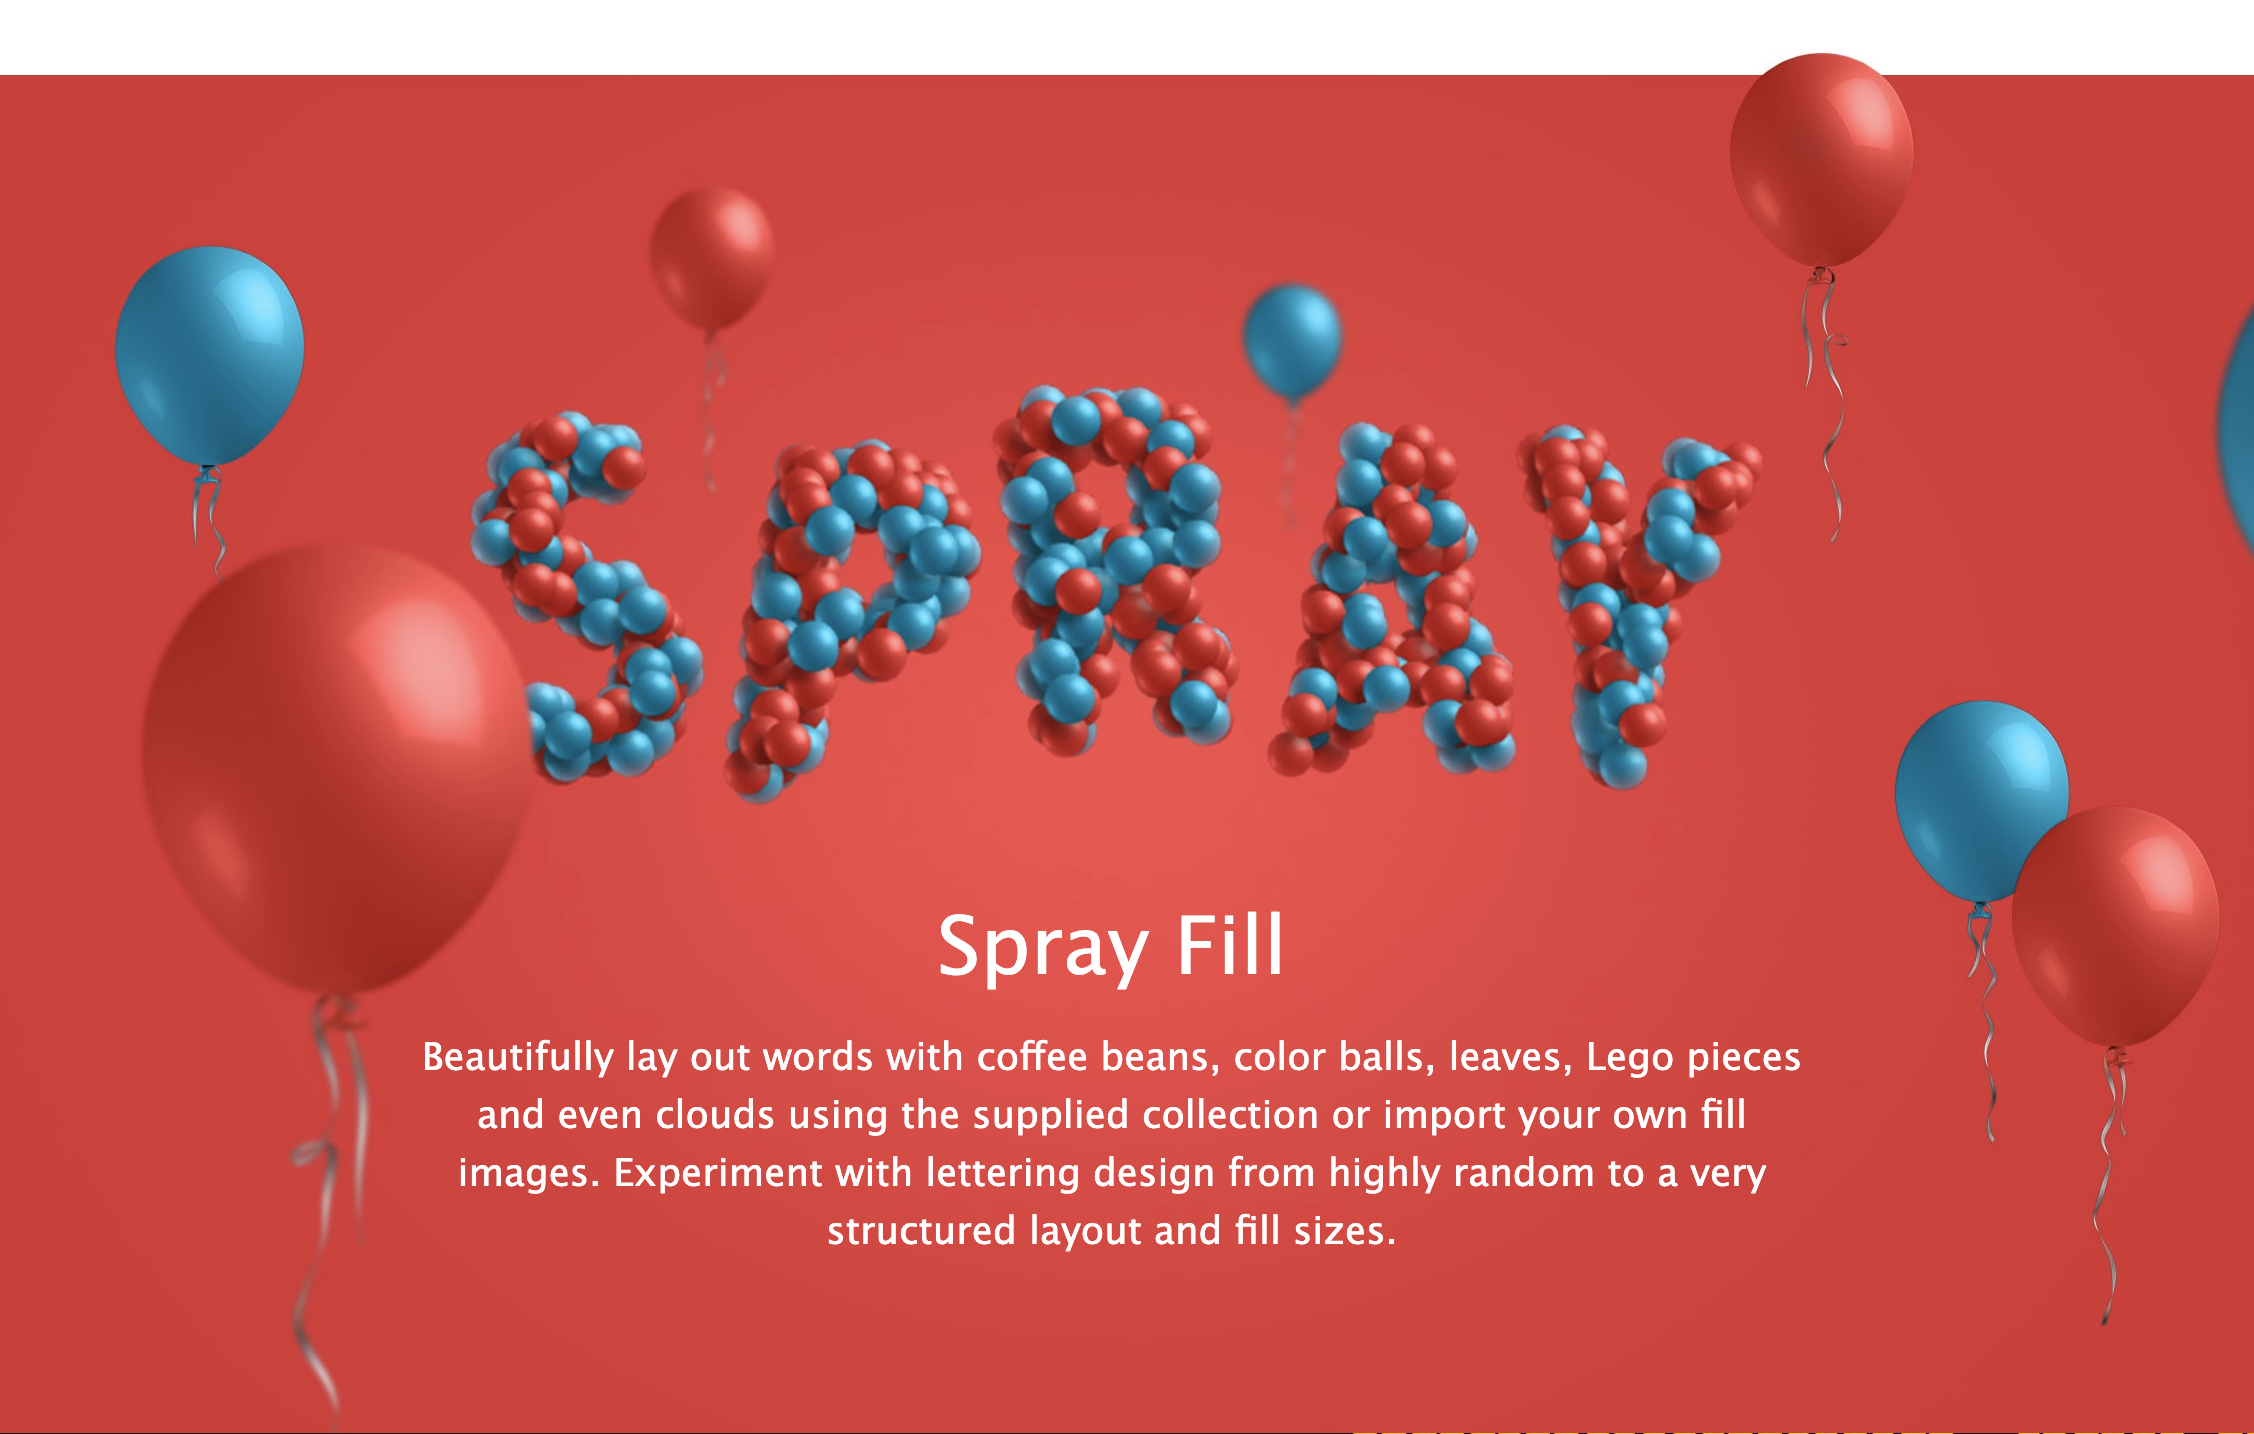 SPRAY
Spray Fill
Beautifully lay out words with coffee beans, color balls, leaves, Lego pieces
and even clouds using the supplied collection or import your own fill
images. Experiment with lettering design from highly random to a very
structured layout and fill sizes.